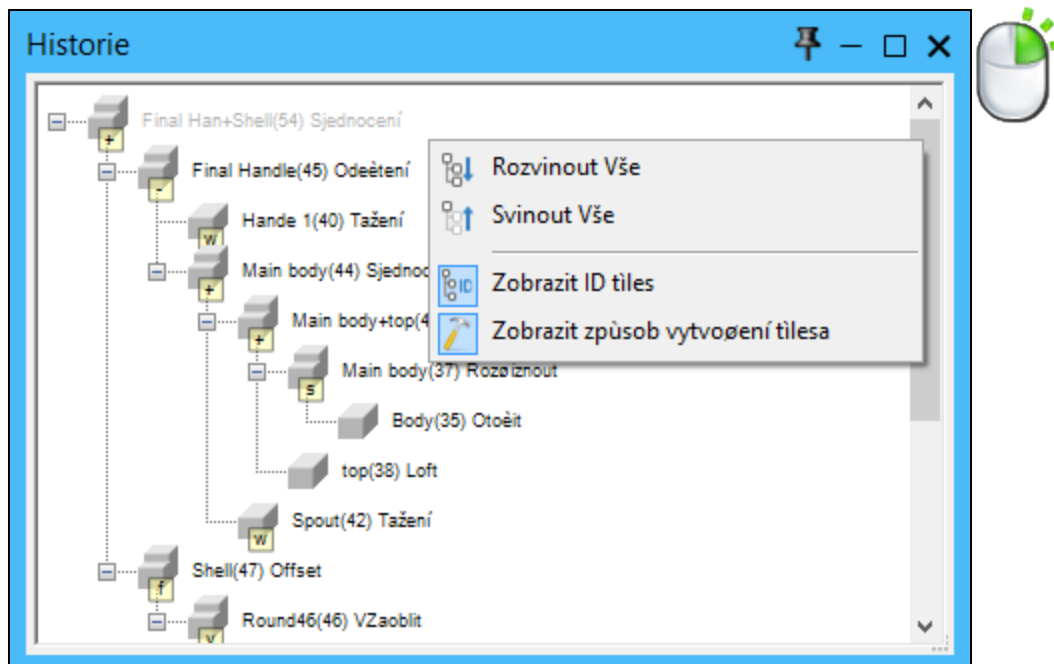 Historie
Final Han+Shell(54) Sjednocení
+
Final Handle(45) Odeètení
-
Hande 1(40) Tažení
w
Main body(44) Sjednoc
+
Main body+top(4
+
Main body(37) Rozøíznout
s
Body(35) Otoèit
top(38) Loft
Spout(42) Tažení
w
Shell(47) Offset
f
Round46(46) VZaoblit
v
Rozvinout Vše
Svinout Vše
ID
Zobrazit ID tìles
Zobrazit zpùsob vytvoøení tìlesa